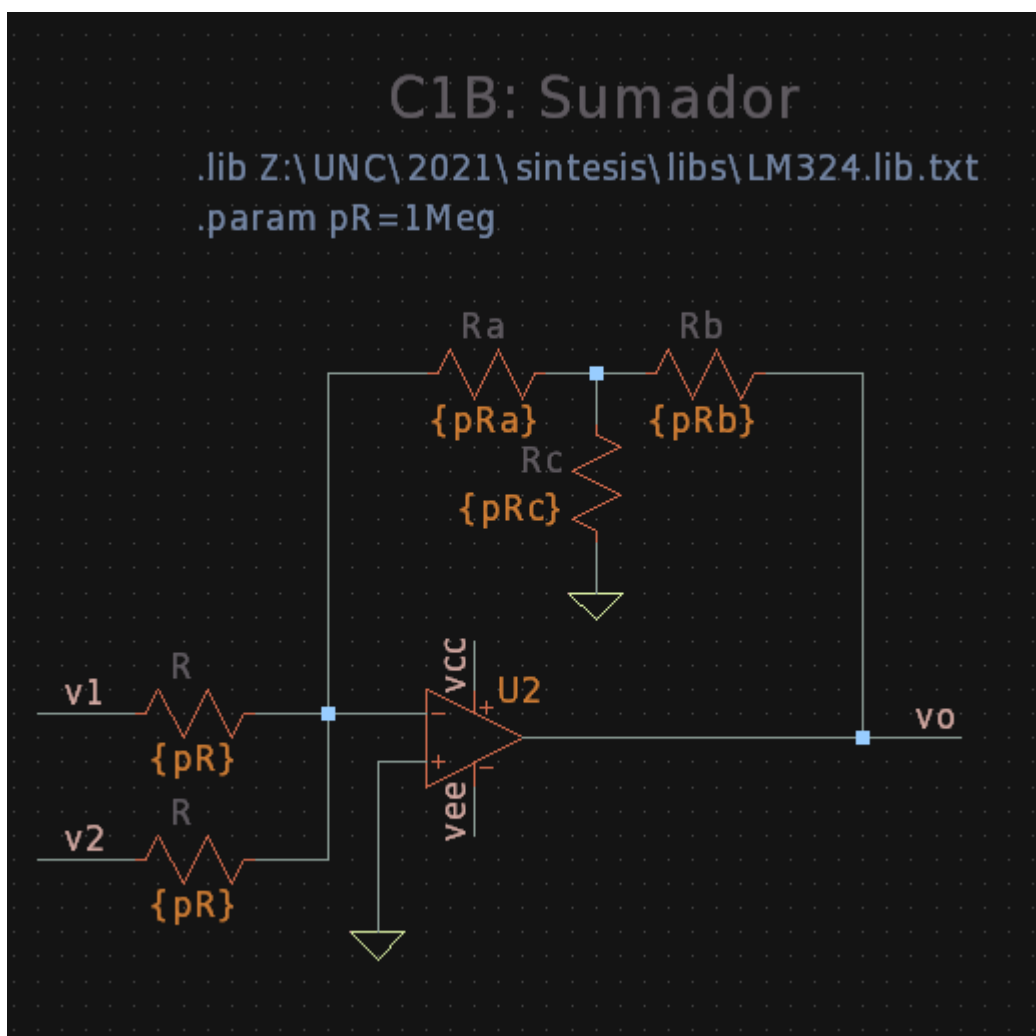 C1B: Sumador
.lib Z:\UNC\2021\sintesis\libs\LM324.lib.txt
.param pR=1Meg
Ra
Rb
{pRa}
{pRb}
Rc
{pRc}
vcc
U2
R
v1
vo
{pR}
vee
R
v2
{pR}